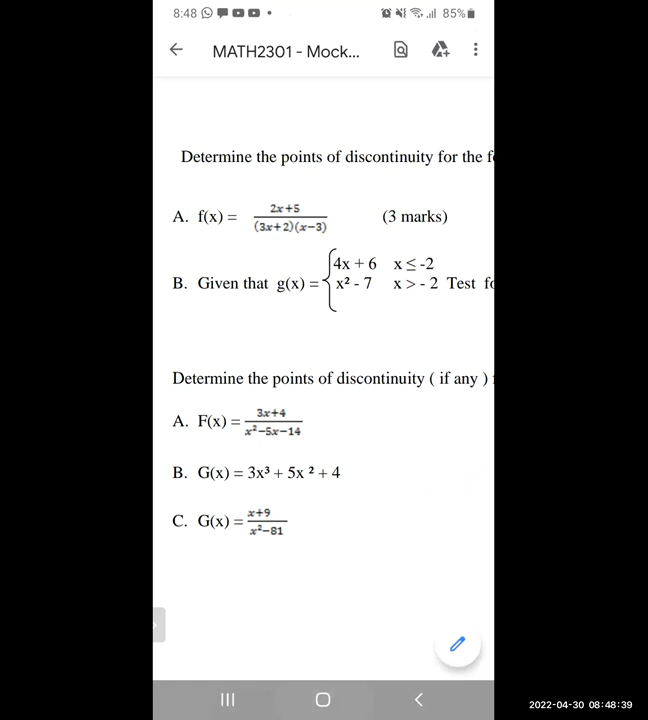 8:48 85%
MATH2301 - Mock...
Determine the points of discontinuity for the f
A. f(x) = 2x+5 / (3x+2)(x−3) (3 marks)
4x + 6 x ≤ -2
B. Given that g(x) = { x² - 7 x > - 2 Test fo
Determine the points of discontinuity ( if any )
A. F(x) = 3x+4 / x²−5x−14
B. G(x) = 3x³ + 5x ² + 4
C. G(x) = x+9 / x²−81
2022-04-30 08:48:39